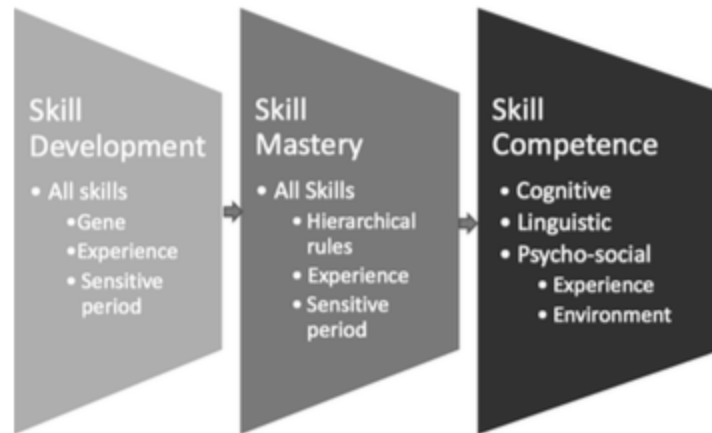 Skill
Development
• All skills
•Gene
•Experience
• Sensitive
period
Skill
Mastery
• All Skills
• Hierarchical
rules
• Experience
• Sensitive
period
Skill
Competence
• Cognitive
• Linguistic
• Psycho-social
• Experience
• Environment